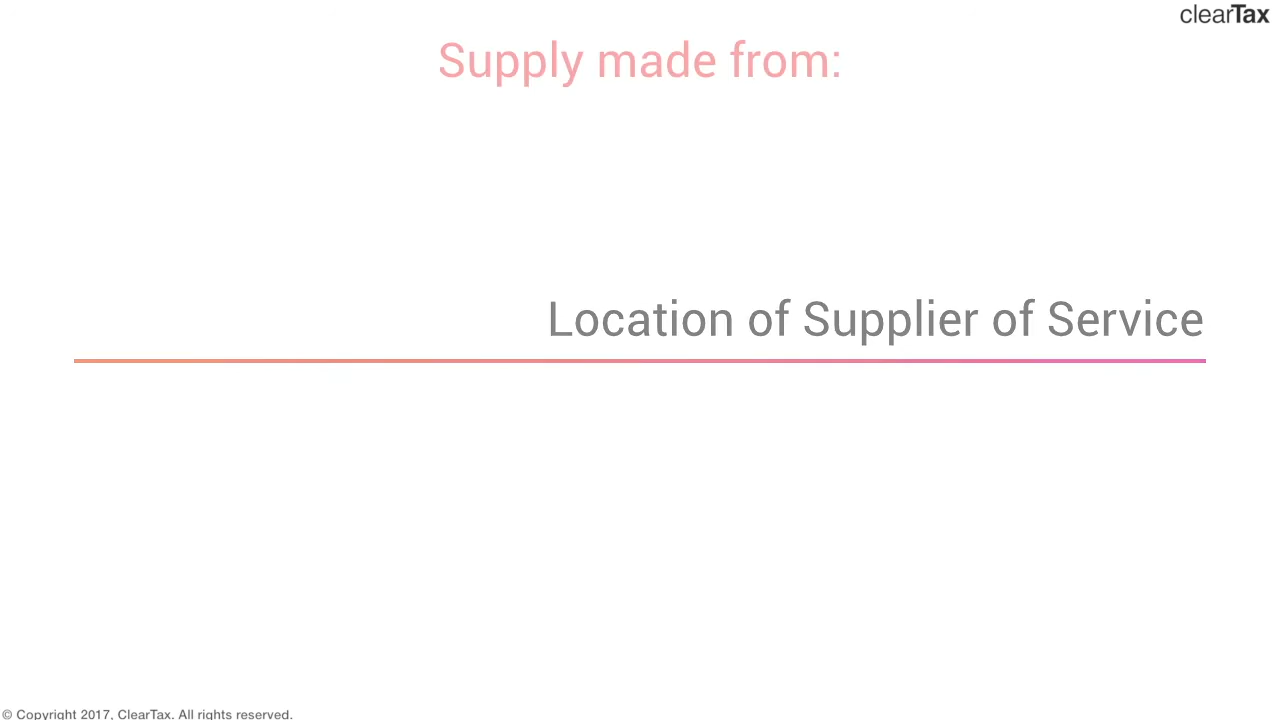 clearTax
Supply made from:
Location of Supplier of Service
© Copyright 2017, ClearTax. All rights reserved.